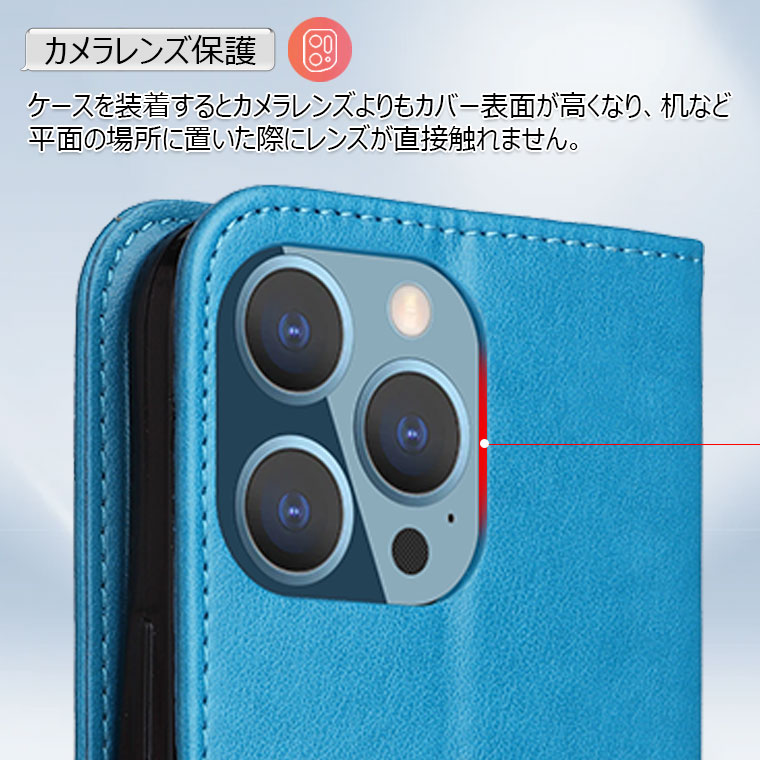 カメラレンズ保護
ケースを装着するとカメラレンズよりもカバー表面が高くなり、机など
平面の場所に置いた際にレンズが直接触れません。